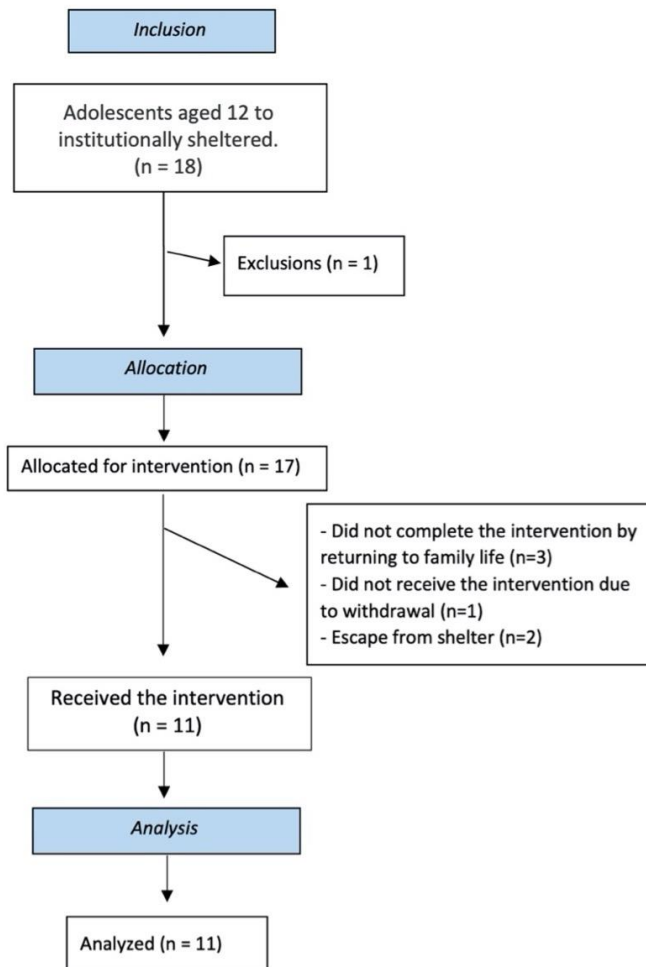 Inclusion
Adolescents aged 12 to
institutionally sheltered.
(n = 18)
Exclusions (n = 1)
Allocation
Allocated for intervention (n = 17)
- Did not complete the intervention by
returning to family life (n=3)
- Did not receive the intervention due
to withdrawal (n=1)
- Escape from shelter (n=2)
Received the intervention
(n = 11)
Analysis
Analyzed (n = 11)